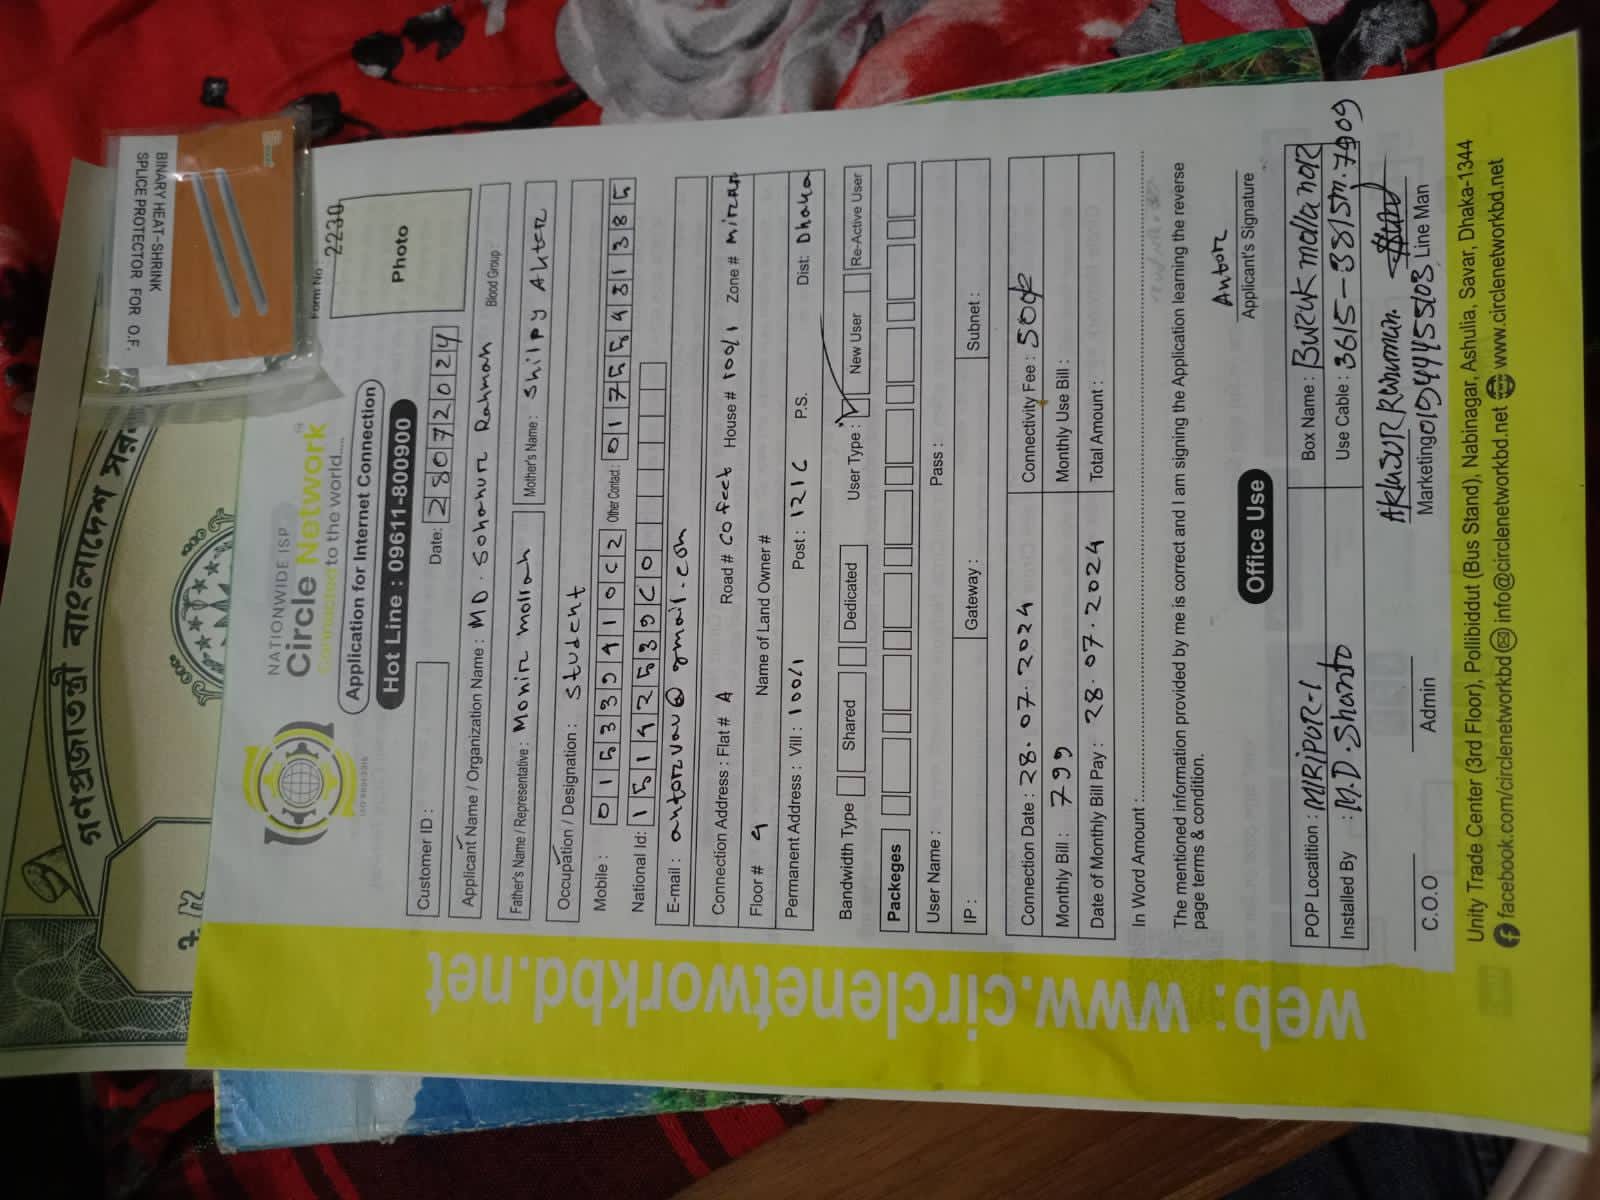 গণপ্রজাতন্ত্রী বাংলাদেশ সর
BINARY HEAT-SHRINK
SPLICE PROTECTOR FOR O.F.
NATIONWIDE ISP
Circle Network
Connected to the world.....
Form No : 2230
Application for Internet Connection
Hot Line : 09611-800900
Photo
Customer ID :
Date: 28072024
Applicant Name / Organization Name : MD. Sohanur Rahman Blood Group :
Father's Name / Representative : Monir mollah Mother's Name : Shilpy Akter
Occupation / Designation : Student
Mobile : Other Contact :
National Id:
E-mail : @gmail.com
Connection Address : Flat # A Road # 60 feet House # 100/1 Zone #
Floor # 9 Name of Land Owner #
Permanent Address : Vill : 100/1 Post : 1216 P.S. Dist: Dhaka
Bandwidth Type Shared Dedicated User Type : New User Re-Active User
Packeges
User Name : Pass :
IP : Gateway : Subnet :
Connection Date : 28.07.2024 Connectivity Fee :
Monthly Bill : 799 Monthly Use Bill :
Date of Monthly Bill Pay : 28.07.2024 Total Amount :
In Word Amount :
The mentioned information provided by me is correct and I am signing the Application learning the reverse
page terms & condition.
Antor
Applicant's Signature
Office Use
POP Locatition : MIRIPUR-1 Box Name :
Installed By : M.D. Shanto Use Cable :
C.O.O Admin Marketing Line Man
Unity Trade Center (3rd Floor), Pollibiddut (Bus Stand), Nabinagar, Ashulia, Savar, Dhaka-1344
facebook.com/circlenetworkbd info@circlenetworkbd.net www.circlenetworkbd.net
web: www.circlenetworkbd.net